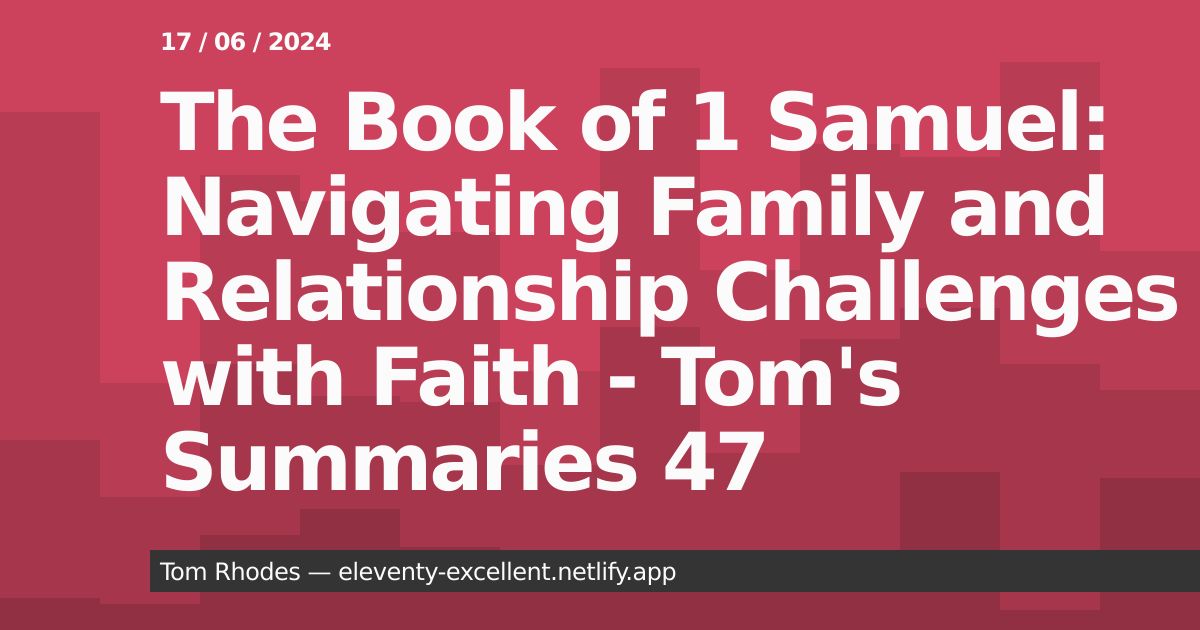 17 / 06 / 2024
The Book of 1 Samuel:
Navigating Family and
Relationship Challenges
with Faith - Tom's
Summaries 47
Tom Rhodes — eleventy-excellent.netlify.app